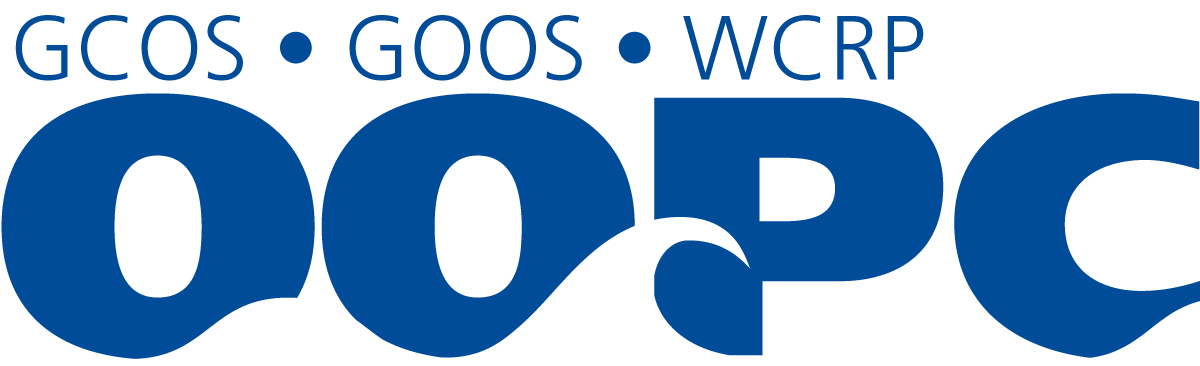 GCOS • GOOS • WCRP
OOPC